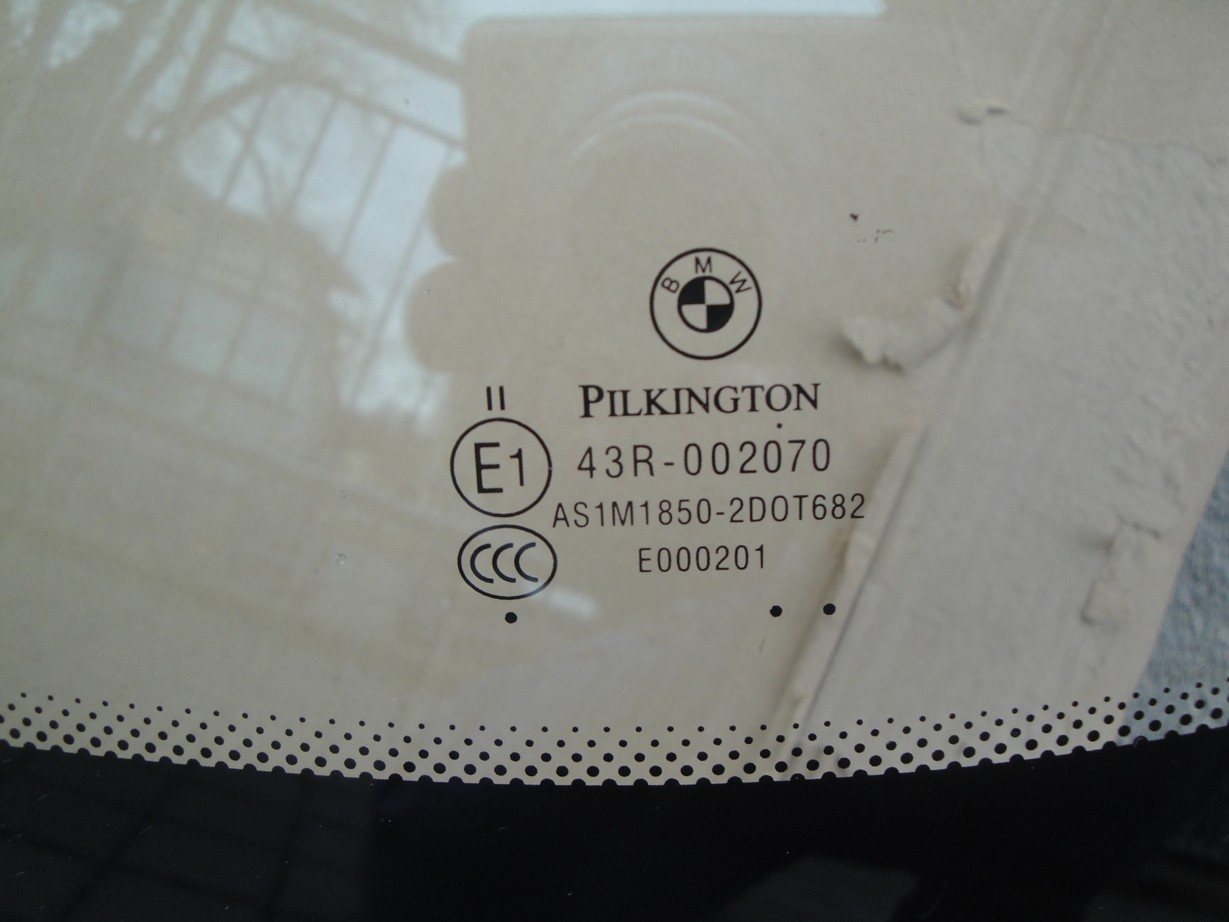 BMW
PILKINGTON
II
E1
43R-002070
AS1M1850-2DOT682
CCC
E000201